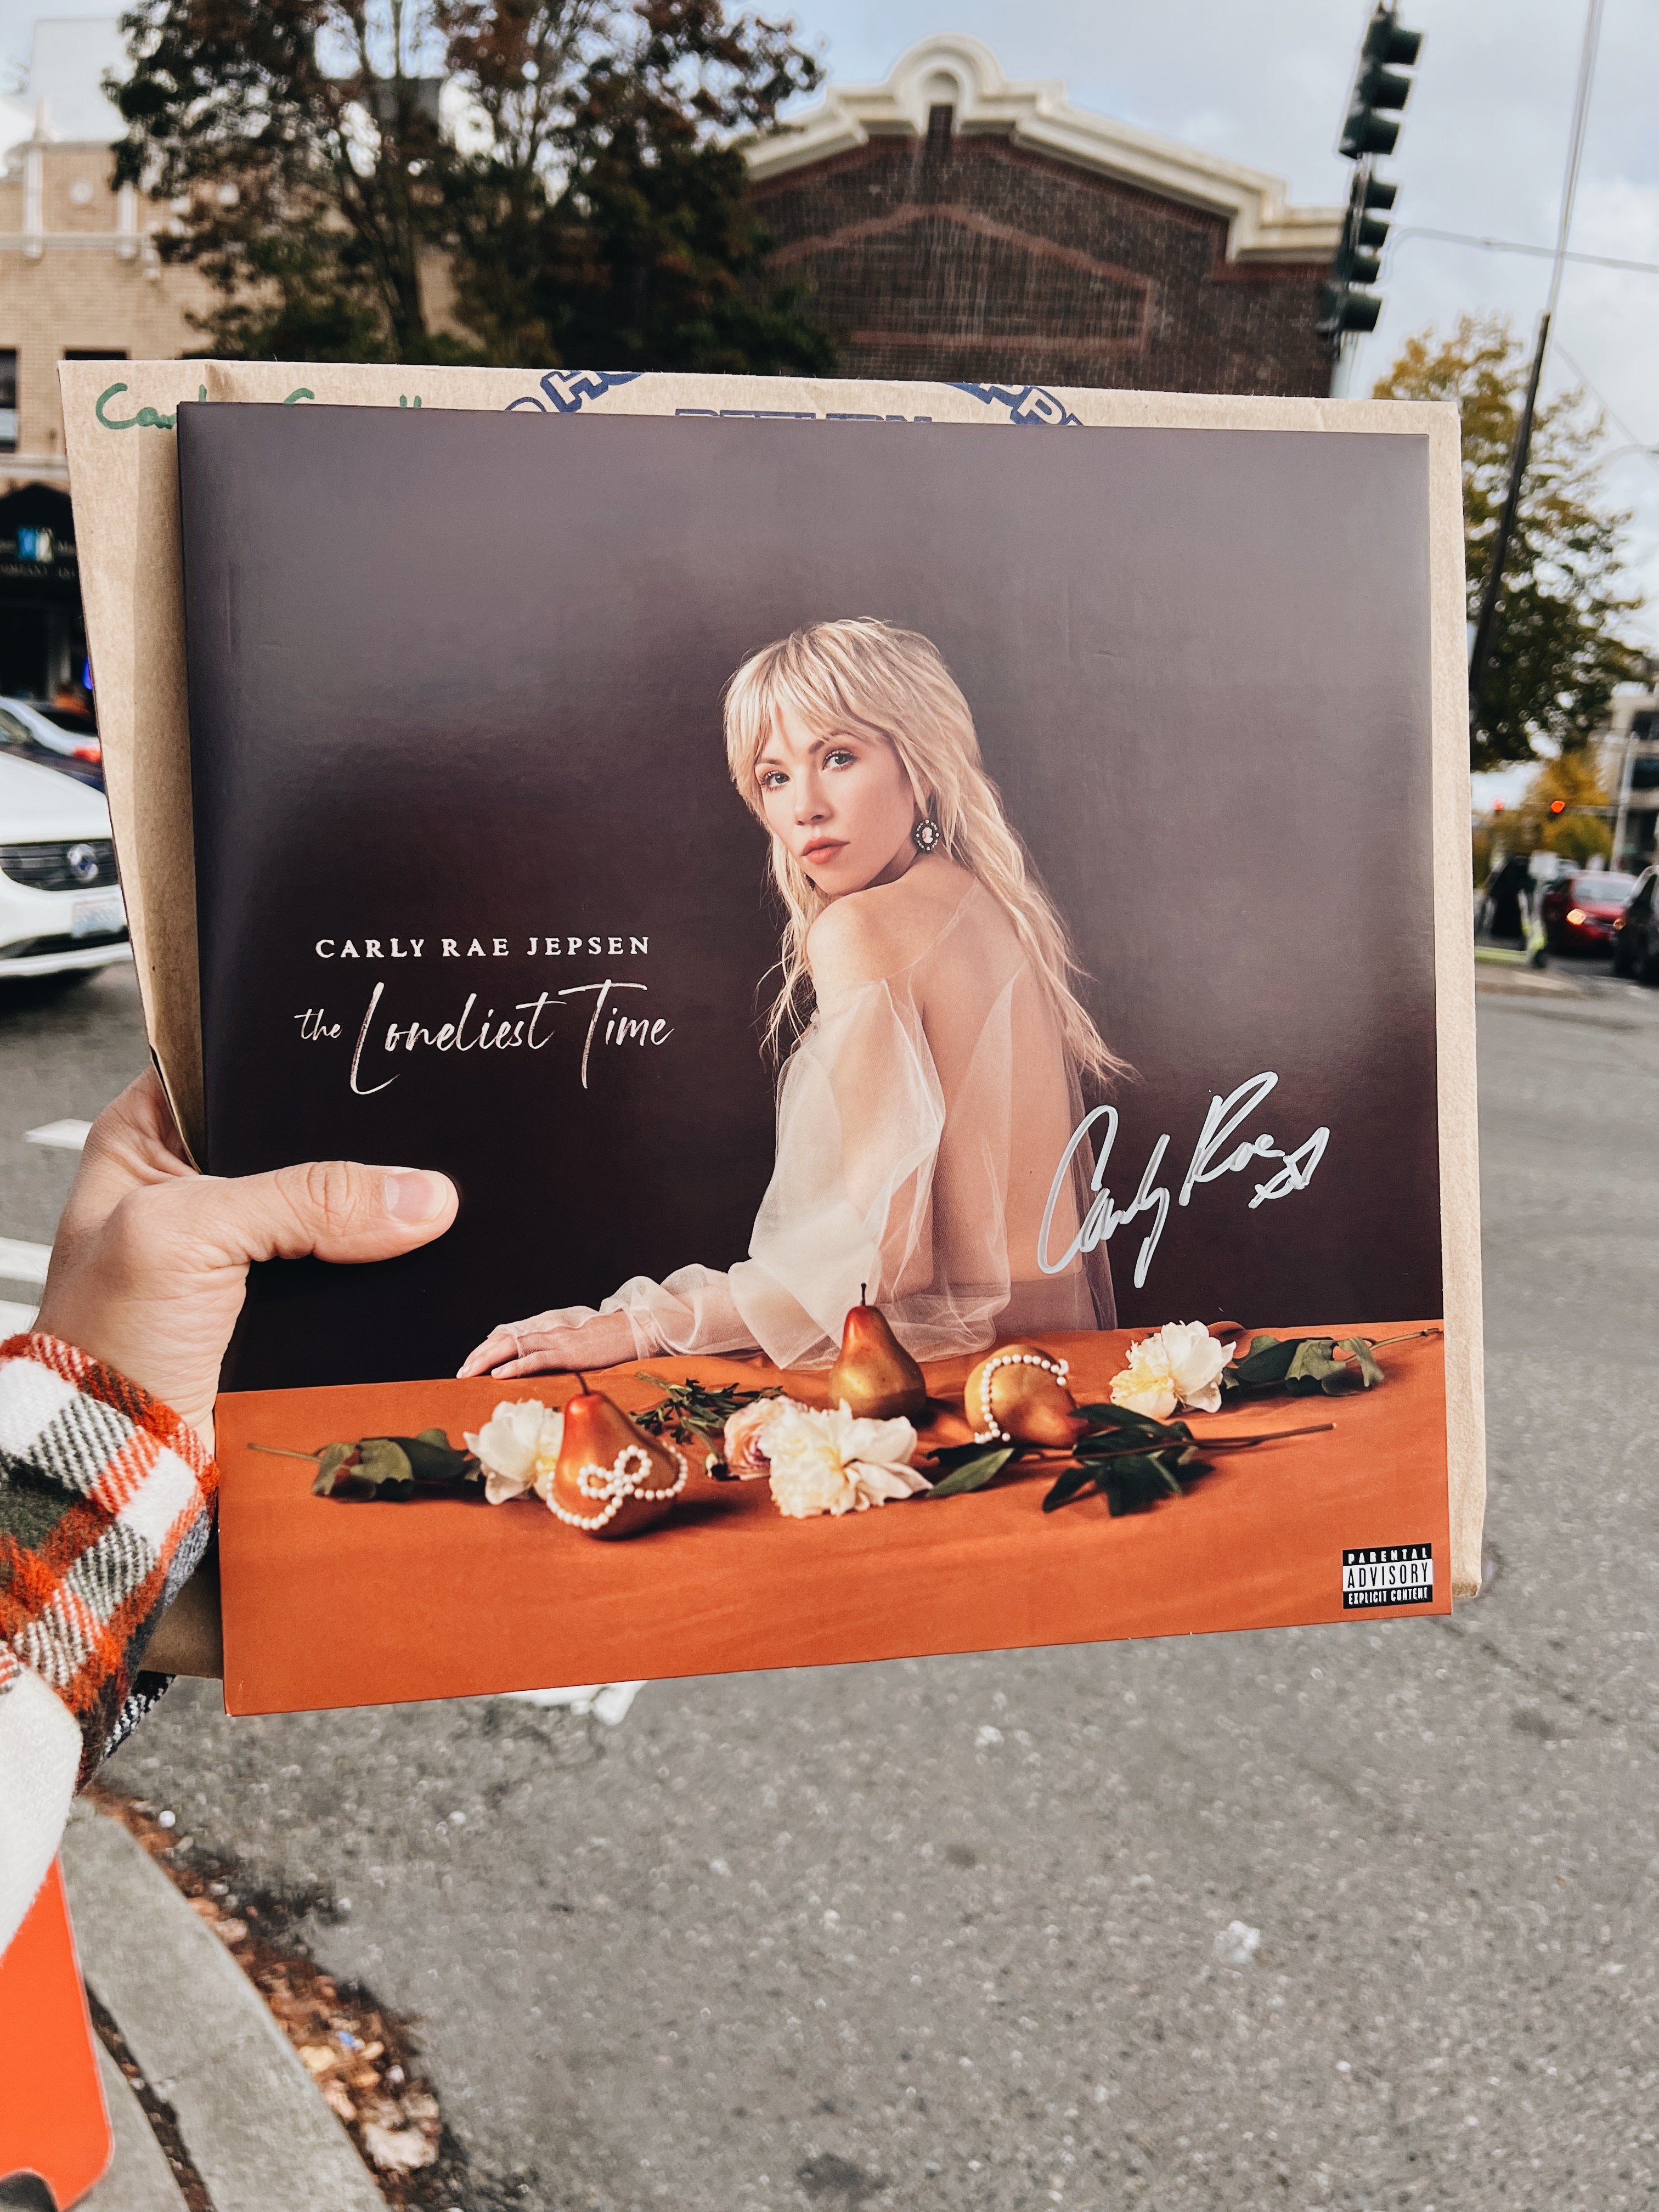 CARLY RAE JEPSEN
the Loneliest Time
Carly Rae
PARENTAL
ADVISORY
EXPLICIT CONTENT